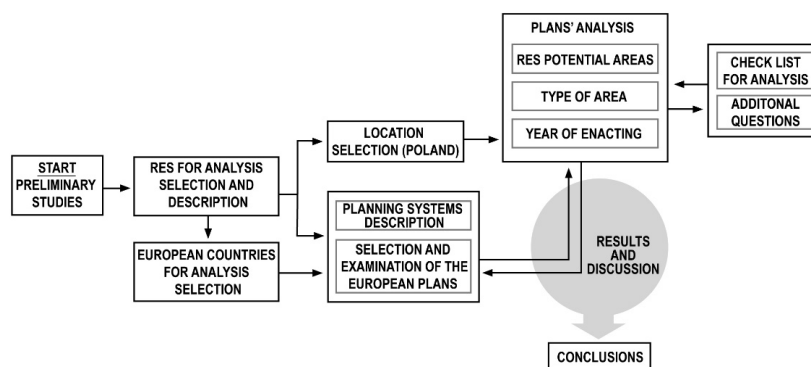 START
PRELIMINARY
STUDIES
RES FOR ANALYSIS
SELECTION AND
DESCRIPTION
EUROPEAN COUNTRIES
FOR ANALYSIS
SELECTION
LOCATION
SELECTION (POLAND)
PLANNING SYSTEMS
DESCRIPTION
SELECTION AND
EXAMINATION OF THE
EUROPEAN PLANS
PLANS' ANALYSIS
RES POTENTIAL AREAS
TYPE OF AREA
YEAR OF ENACTING
CHECK LIST
FOR ANALYSIS
ADDITONAL
QUESTIONS
RESULTS
AND
DISCUSSION
CONCLUSIONS